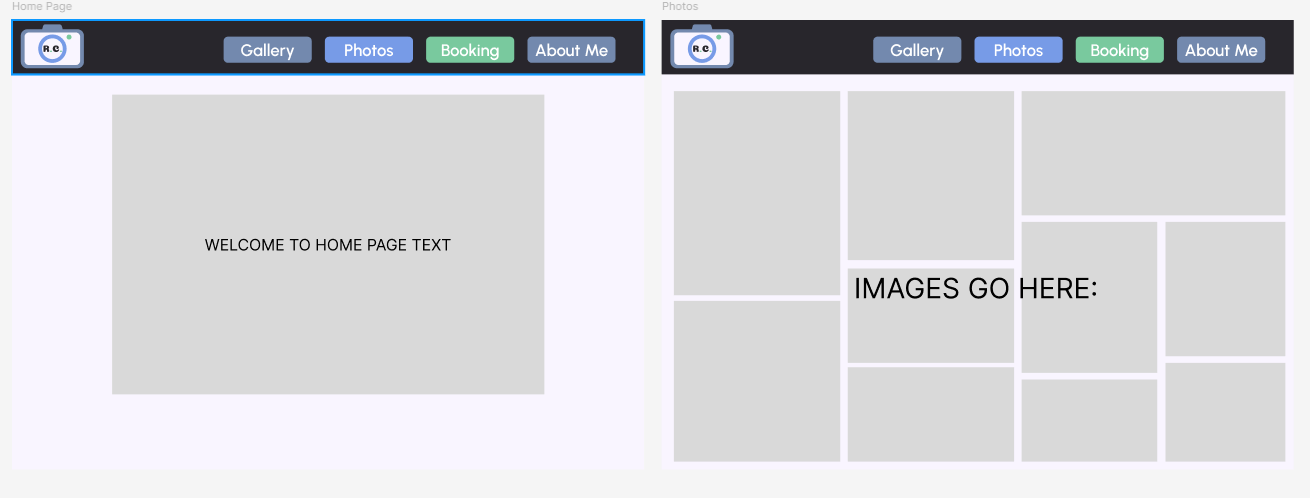 Home Page
R.C.
Gallery
Photos
Booking
About Me
WELCOME TO HOME PAGE TEXT
Photos
R.C.
Gallery
Photos
Booking
About Me
IMAGES GO HERE: